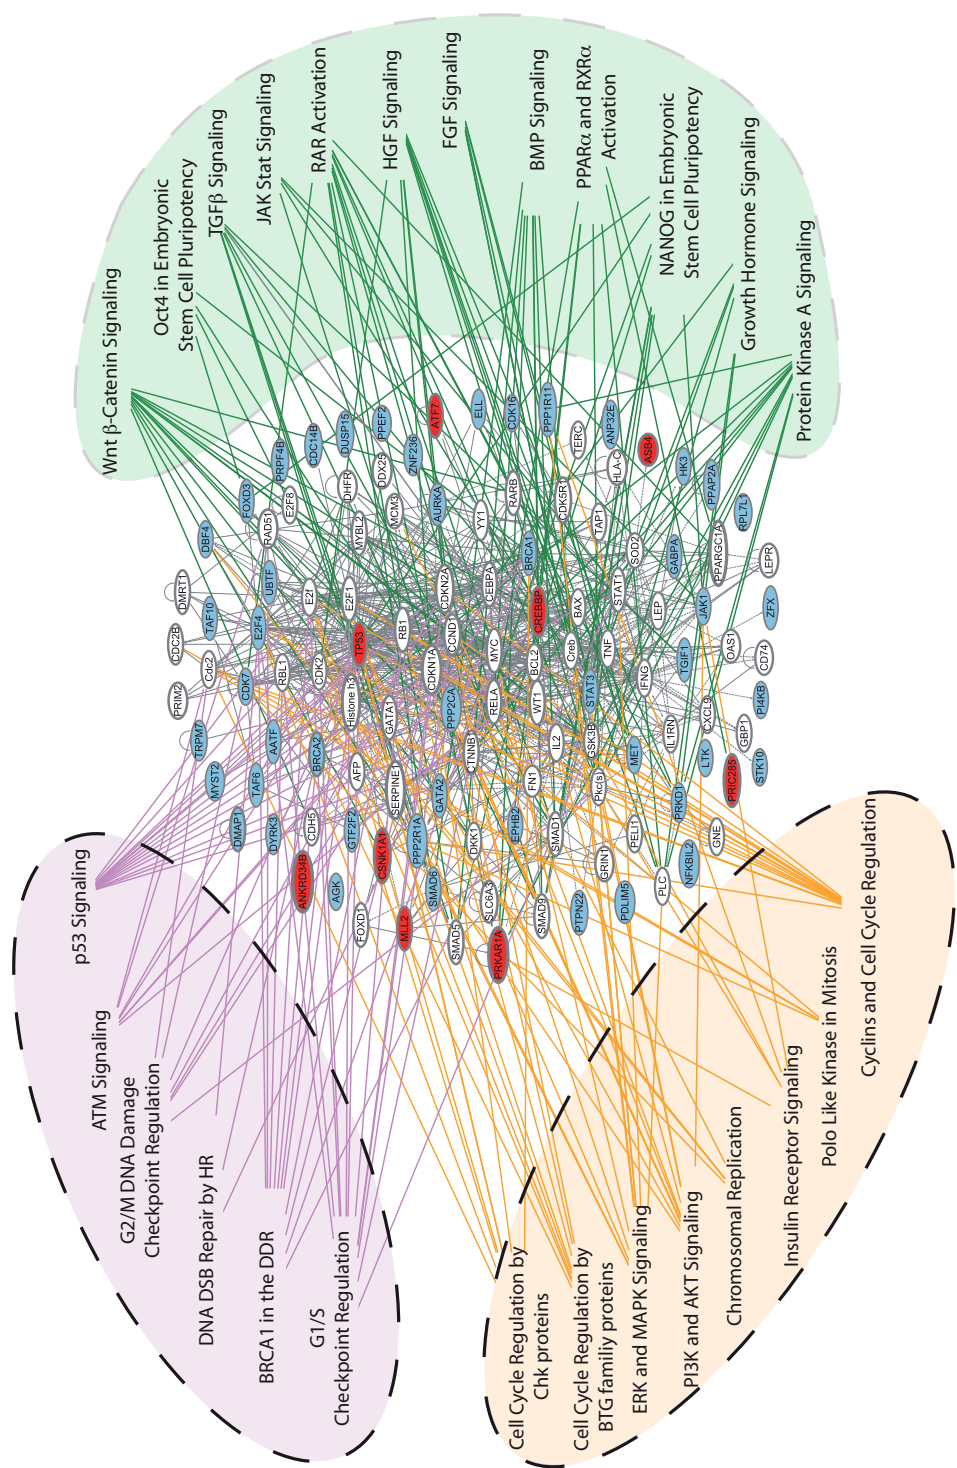 Wnt β-Catenin Signaling
Oct4 in Embryonic
Stem Cell Pluripotency
TGFβ Signaling
JAK Stat Signaling
RAR Activation
HGF Signaling
FGF Signaling
BMP Signaling
PPARα and RXRα
Activation
NANOG in Embryonic
Stem Cell Pluripotency
Growth Hormone Signaling
Protein Kinase A Signaling
p53 Signaling
ATM Signaling
G2/M DNA Damage
Checkpoint Regulation
DNA DSB Repair by HR
BRCA1 in the DDR
G1/S
Checkpoint Regulation
Cell Cycle Regulation by
Chk proteins
Cell Cycle Regulation by
BTG familiy proteins
ERK and MAPK Signaling
PI3K and AKT Signaling
Chromosomal Replication
Insulin Receptor Signaling
Polo Like Kinase in Mitosis
Cyclins and Cell Cycle Regulation
PRPF4B
CDC14B
DUSP15
PPEF2
ATF7
ELL
CDK16
PPP1R11
TERC
ANP32E
ASB4
FOXD3
E2F8
DHFR
DDX25
ZNF236
HLA-C
HK3
PPAP2A
DBF4
RAD51
MYBL2
MCM3
AURKA
YY1
RARB
CDK5R1
TAP1
RPL7L1
DMRT1
UBTF
E2f
E2F1
CDKN2A
CEBPA
BRCA1
SOD2
GABPA
PPARGC1A
LEPR
TAF10
E2F4
TP53
RB1
CCND1
CREBBP
BAX
STAT1
LEP
JAK1
ZFX
CDC2B
Cdc2
RBL1
CDK2
CDKN1A
MYC
BCL2
Creb
TNF
IFNG
TGIF1
OAS1
CD74
PRIM2
CDK7
Histone h3
GATA1
PPP2CA
RELA
WT1
STAT3
CXCL9
PI4KB
TRPM7
AATF
BRCA2
CTNNB1
IL2
GSK3B
IL1RN
GBP1
MYST2
TAF6
AFP
SERPINE1
GATA2
FN1
Pkc(s)
MET
LTK
PRIC285
STK10
DMAP1
DYRK3
CDH5
GTF2F2
CSNK1A1
PPP2R1A
DKK1
EPHB2
SMAD1
PELI1
PRKD1
GNE
ANKRD34B
AGK
SMAD6
SLC6A3
GRIN1
NFKBIL2
FOXD1
MLL2
SMAD5
PRKAR1A
SMAD9
PTPN22
PDLIM5
PLC